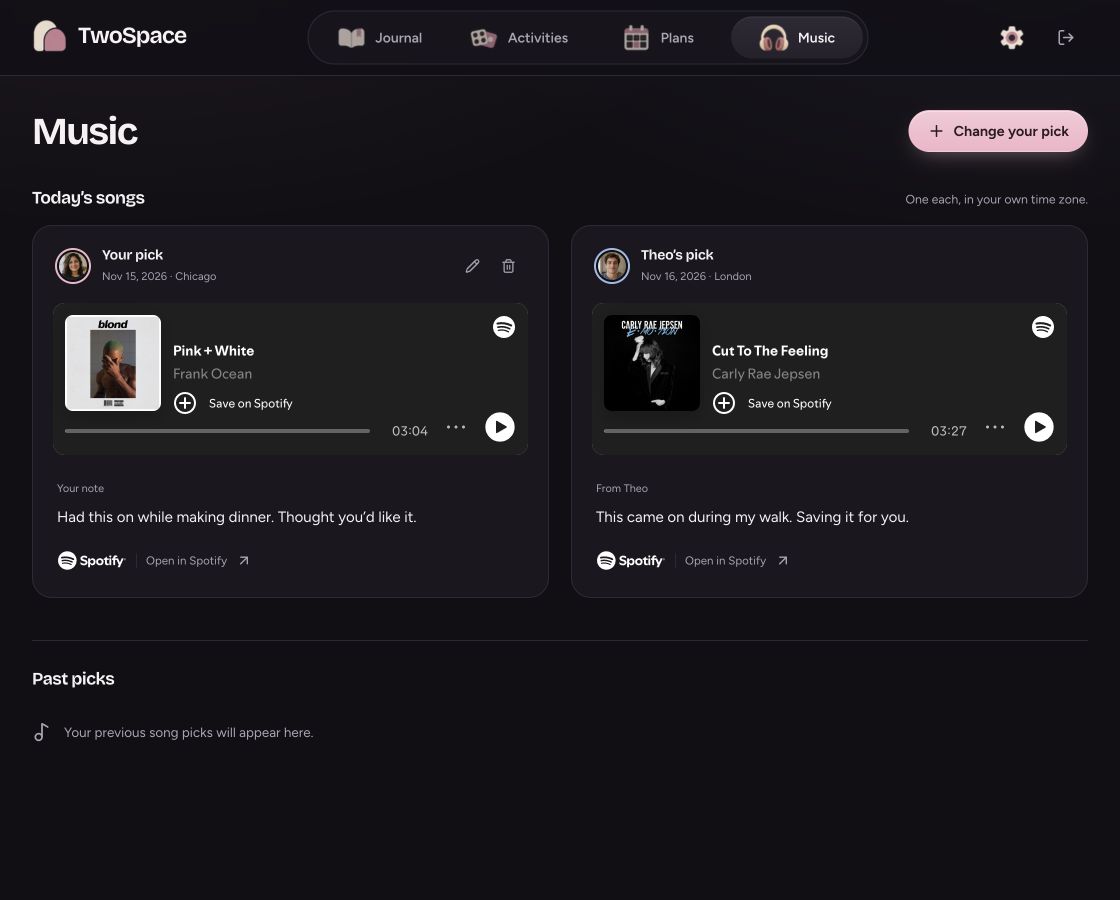 TwoSpace
Journal
Activities
Plans
Music
Music
Change your pick
Today's songs
One each, in your own time zone.
Your pick
Nov 15, 2026 · Chicago
blond
Pink + White
Frank Ocean
Save on Spotify
03:04
Your note
Had this on while making dinner. Thought you’d like it.
Spotify
Open in Spotify
Theo’s pick
Nov 16, 2026 · London
CARLY RAE JEPSEN
E·MO·TION
Cut To The Feeling
Carly Rae Jepsen
Save on Spotify
03:27
From Theo
This came on during my walk. Saving it for you.
Spotify
Open in Spotify
Past picks
Your previous song picks will appear here.